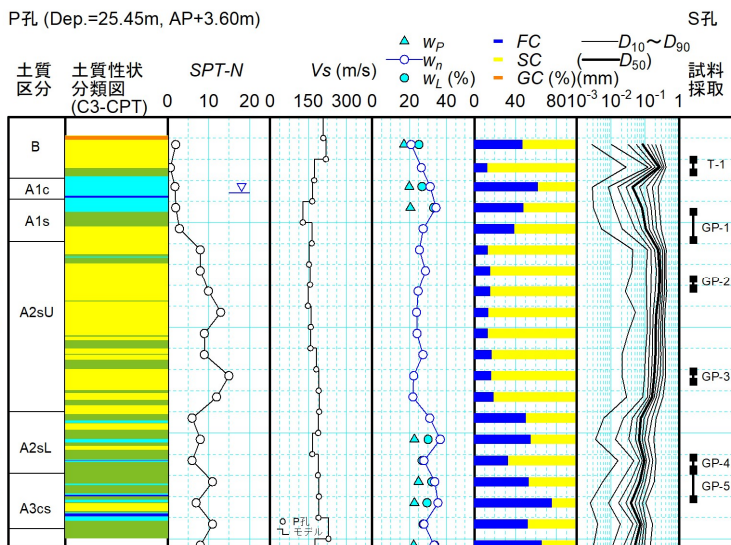 P孔 (Dep.=25.45m, AP+3.60m)
S孔
wP
wn
wL (%)
FC
SC
GC (%)
D10～D90
(D50)
(mm)
土質
区分
土質性状
分類図
(C3-CPT)
SPT-N
Vs (m/s)
試料
採取
0 10 20
0 150 300
0 20 40
0 40 80
10-3 10-2 10-1 1
B
A1c
A1s
A2sU
A2sL
A3cs
T-1
GP-1
GP-2
GP-3
GP-4
GP-5
P孔
モデル